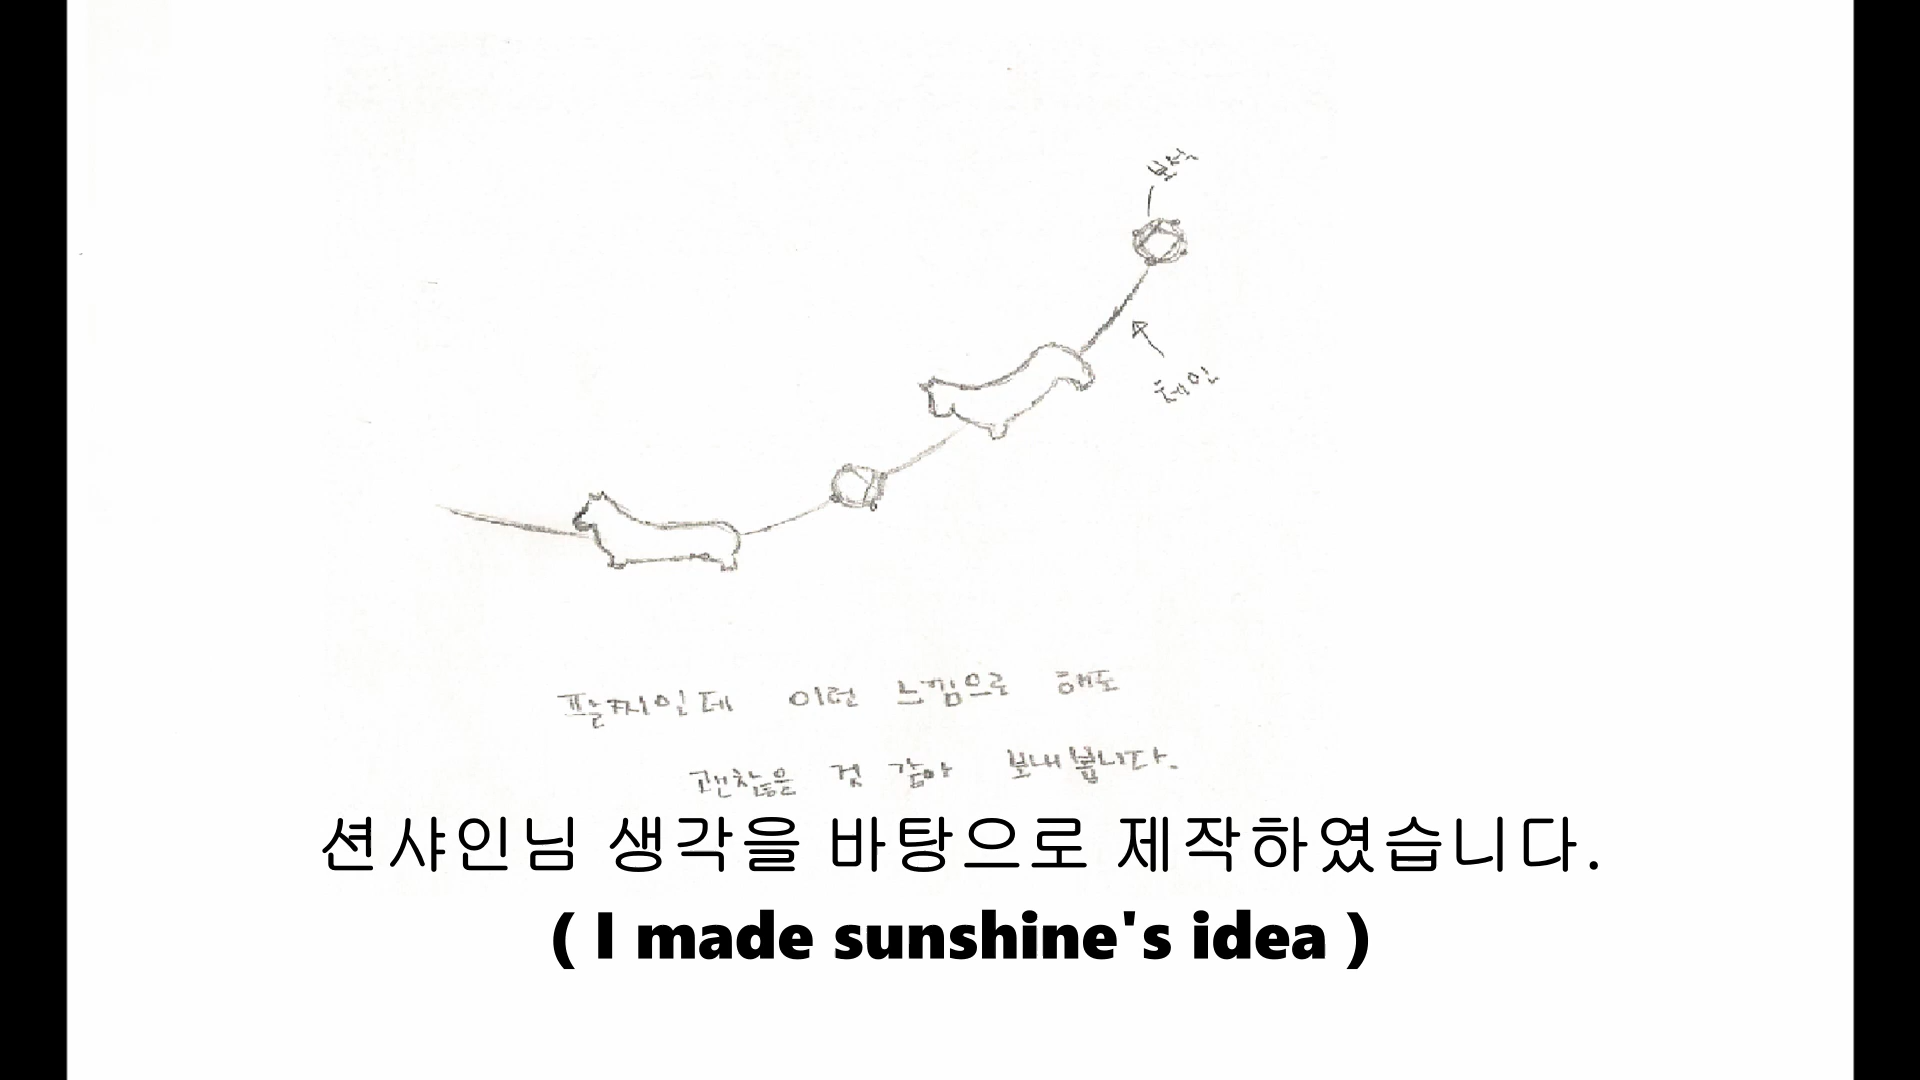 보석
체인
팔찌인데 이런 느낌으로 해도
괜찮은 것 같아 보내봅니다.
션샤인님 생각을 바탕으로 제작하였습니다.
( I made sunshine's idea )